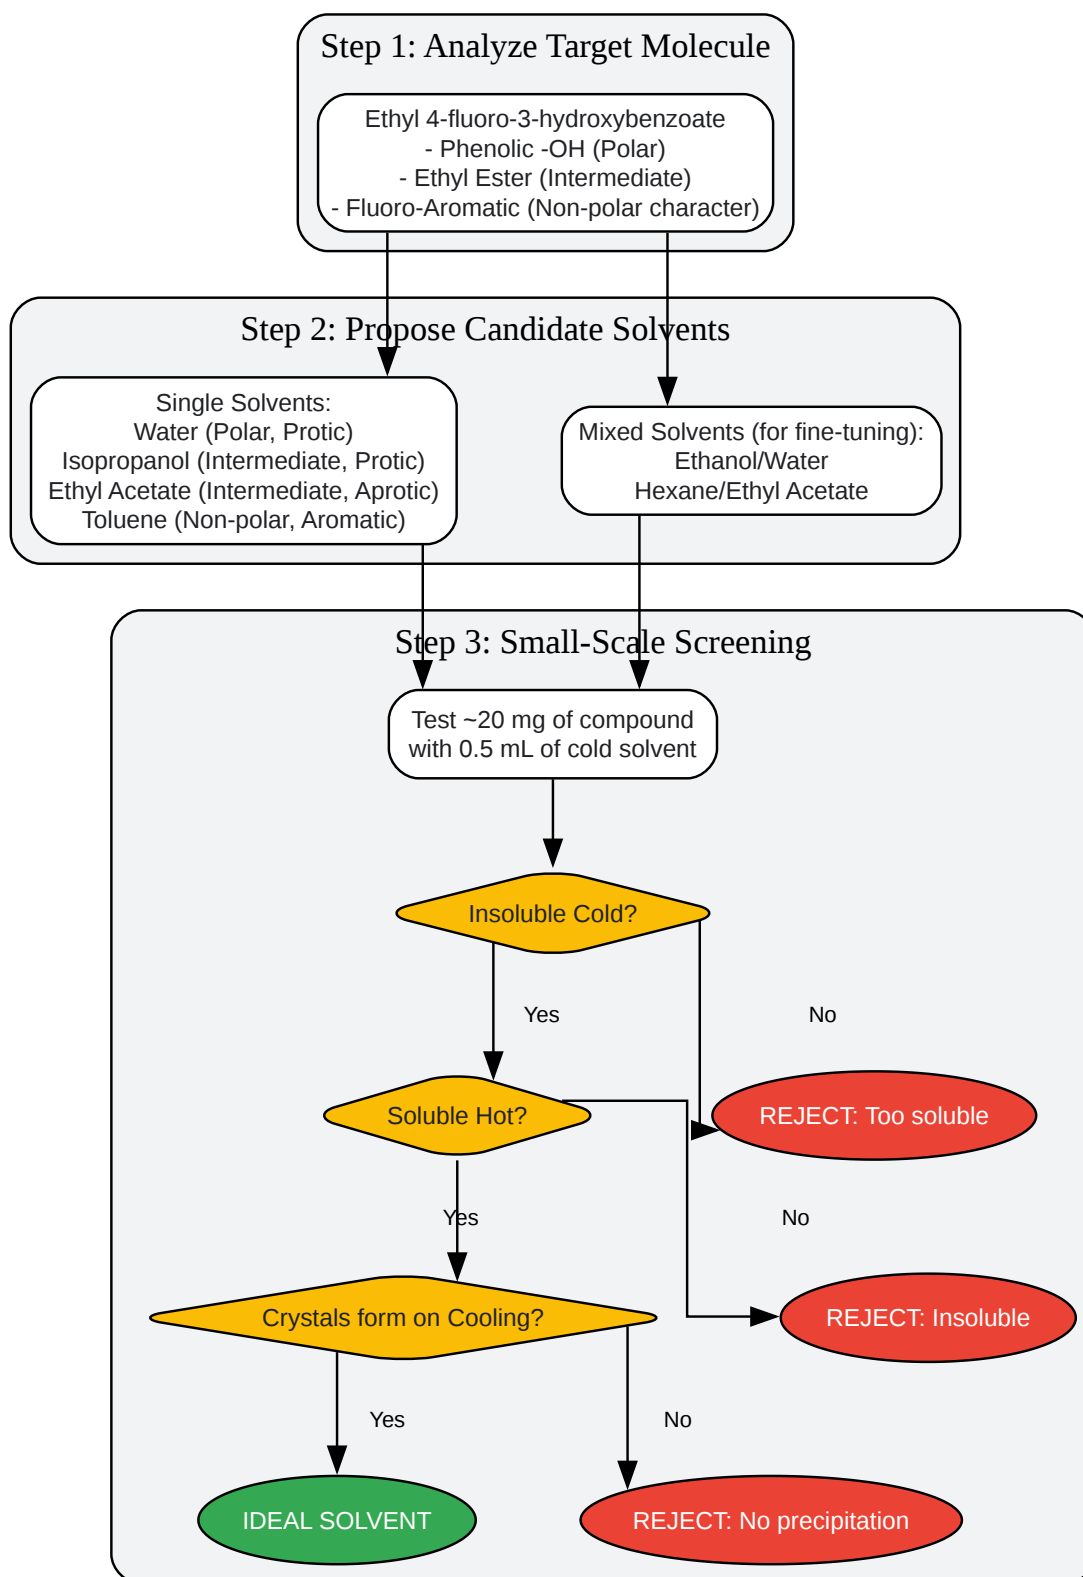 Step 1: Analyze Target Molecule
Ethyl 4-fluoro-3-hydroxybenzoate
- Phenolic -OH (Polar)
- Ethyl Ester (Intermediate)
- Fluoro-Aromatic (Non-polar character)
Step 2: Propose Candidate Solvents
Single Solvents:
Water (Polar, Protic)
Isopropanol (Intermediate, Protic)
Ethyl Acetate (Intermediate, Aprotic)
Toluene (Non-polar, Aromatic)
Mixed Solvents (for fine-tuning):
Ethanol/Water
Hexane/Ethyl Acetate
Step 3: Small-Scale Screening
Test ~20 mg of compound
with 0.5 mL of cold solvent
Insoluble Cold?
Yes
No
Soluble Hot?
REJECT: Too soluble
Yes
No
Crystals form on Cooling?
REJECT: Insoluble
Yes
No
IDEAL SOLVENT
REJECT: No precipitation